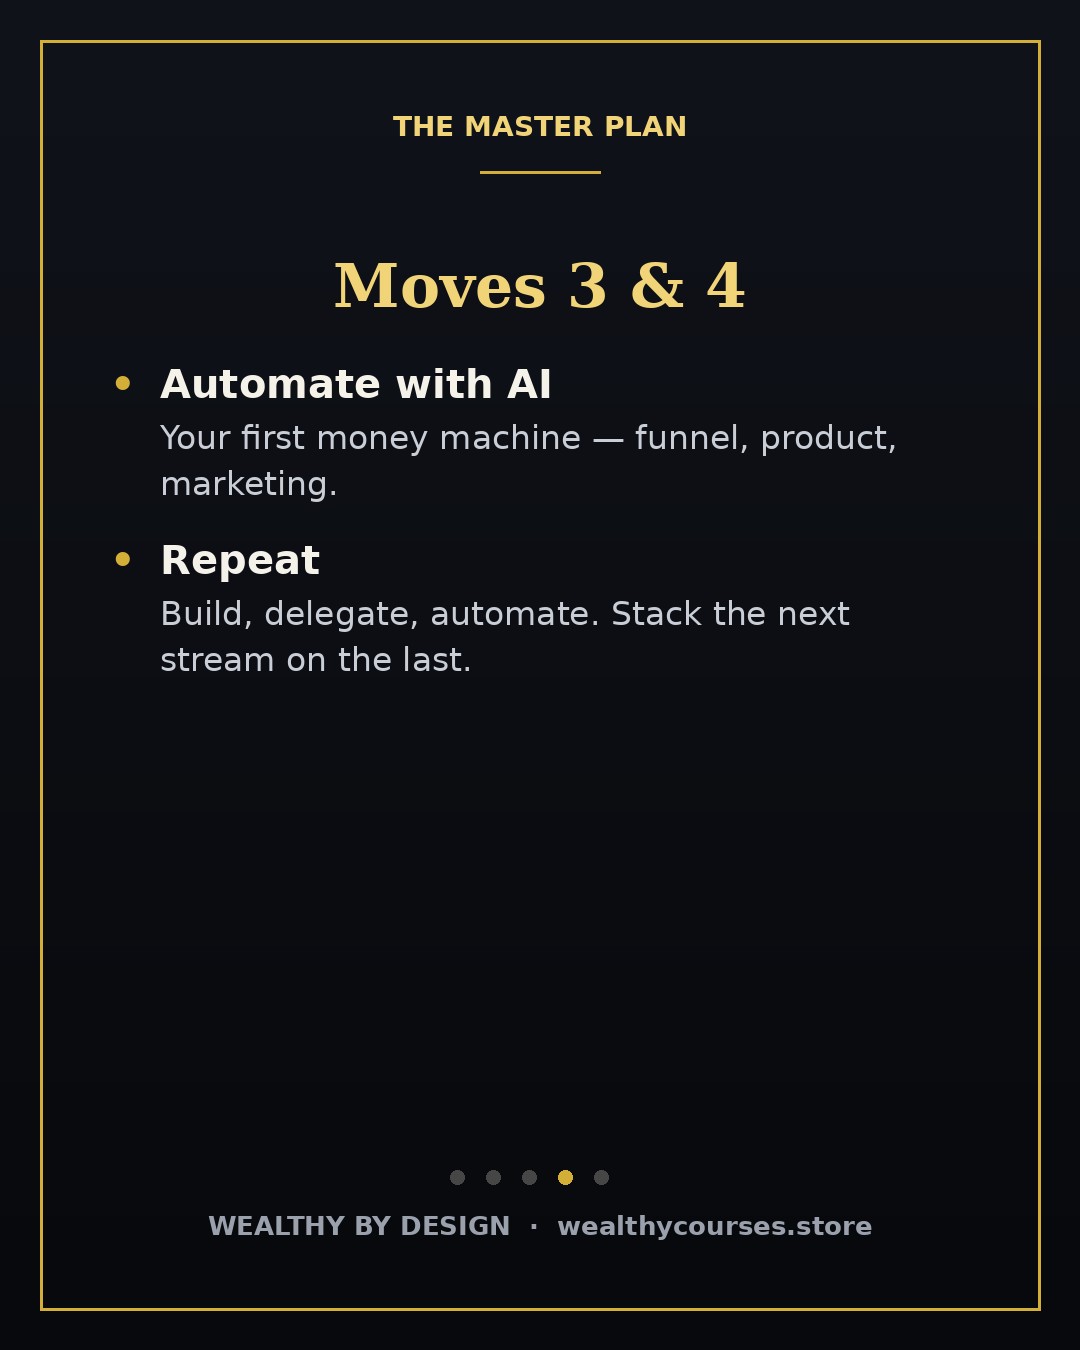 THE MASTER PLAN
Moves 3 & 4
• Automate with AI
Your first money machine — funnel, product,
marketing.
• Repeat
Build, delegate, automate. Stack the next
stream on the last.
WEALTHY BY DESIGN · wealthycourses.store